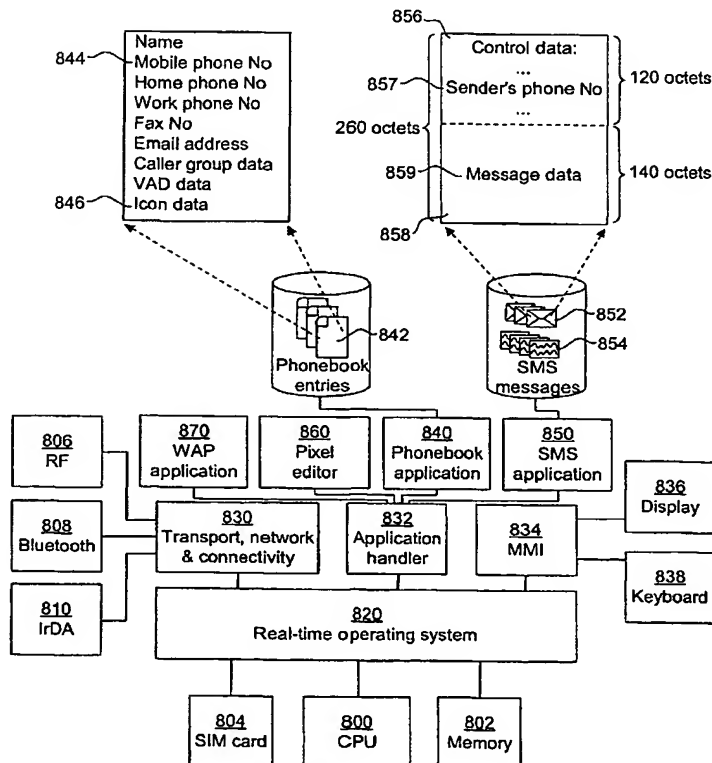 844
Name
Mobile phone No
Home phone No
Work phone No
Fax No
Email address
Caller group data
VAD data
846
Icon data
856
Control data:
...
857
Sender's phone No
...
120 octets
260 octets
859
Message data
140 octets
858
842
Phonebook
entries
852
854
SMS
messages
806
RF
870
WAP
application
860
Pixel
editor
840
Phonebook
application
850
SMS
application
836
Display
808
Bluetooth
830
Transport, network
& connectivity
832
Application
handler
834
MMI
838
Keyboard
810
IrDA
820
Real-time operating system
804
SIM card
800
CPU
802
Memory